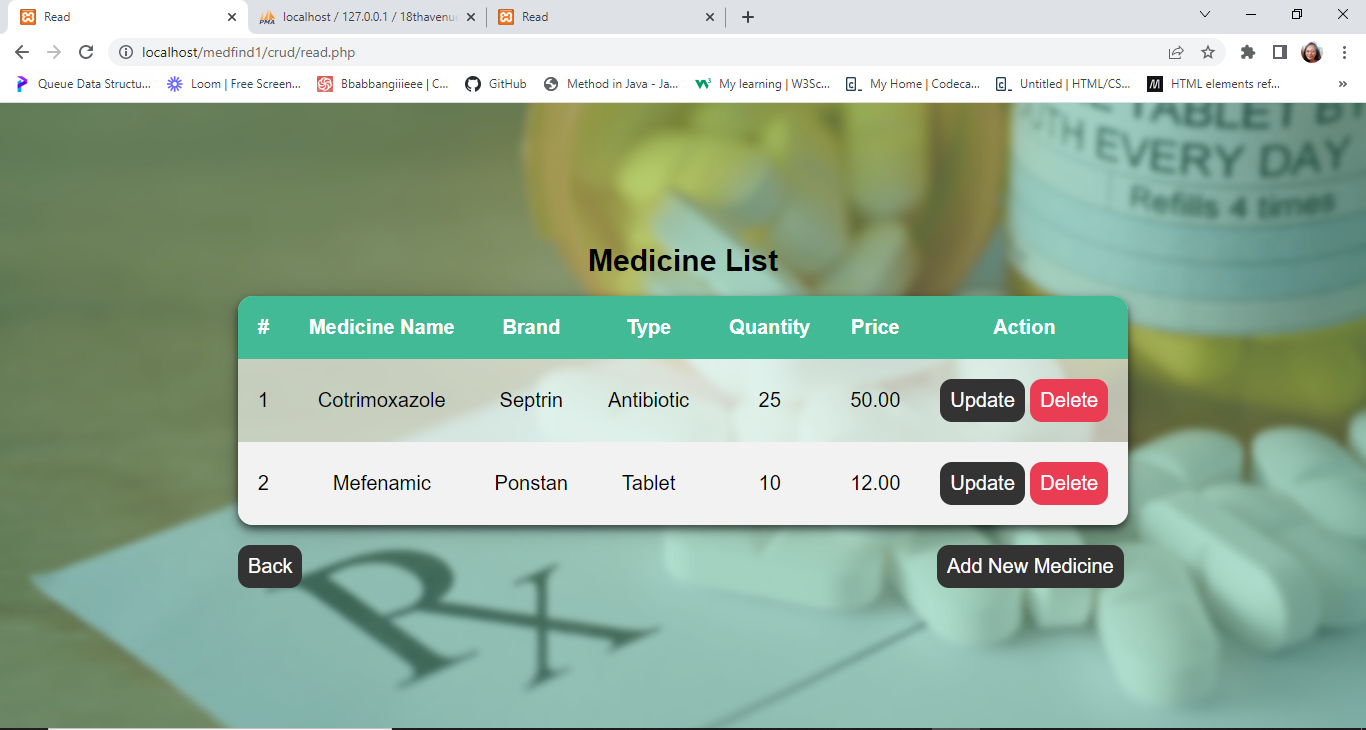 Read
localhost / 127.0.0.1 / 18thavenu
Read
localhost/medfind1/crud/read.php
Queue Data Structu... Loom | Free Screen... Bbabbangiiieee | C... GitHub Method in Java - Ja... My learning | W3Sc... My Home | Codeca... Untitled | HTML/CS... HTML elements ref...
TABLET BY
MOUTH EVERY DAY
Refills 4 times
Medicine List
# Medicine Name Brand Type Quantity Price Action
1 Cotrimoxazole Septrin Antibiotic 25 50.00 Update Delete
2 Mefenamic Ponstan Tablet 10 12.00 Update Delete
Back Add New Medicine
Rx